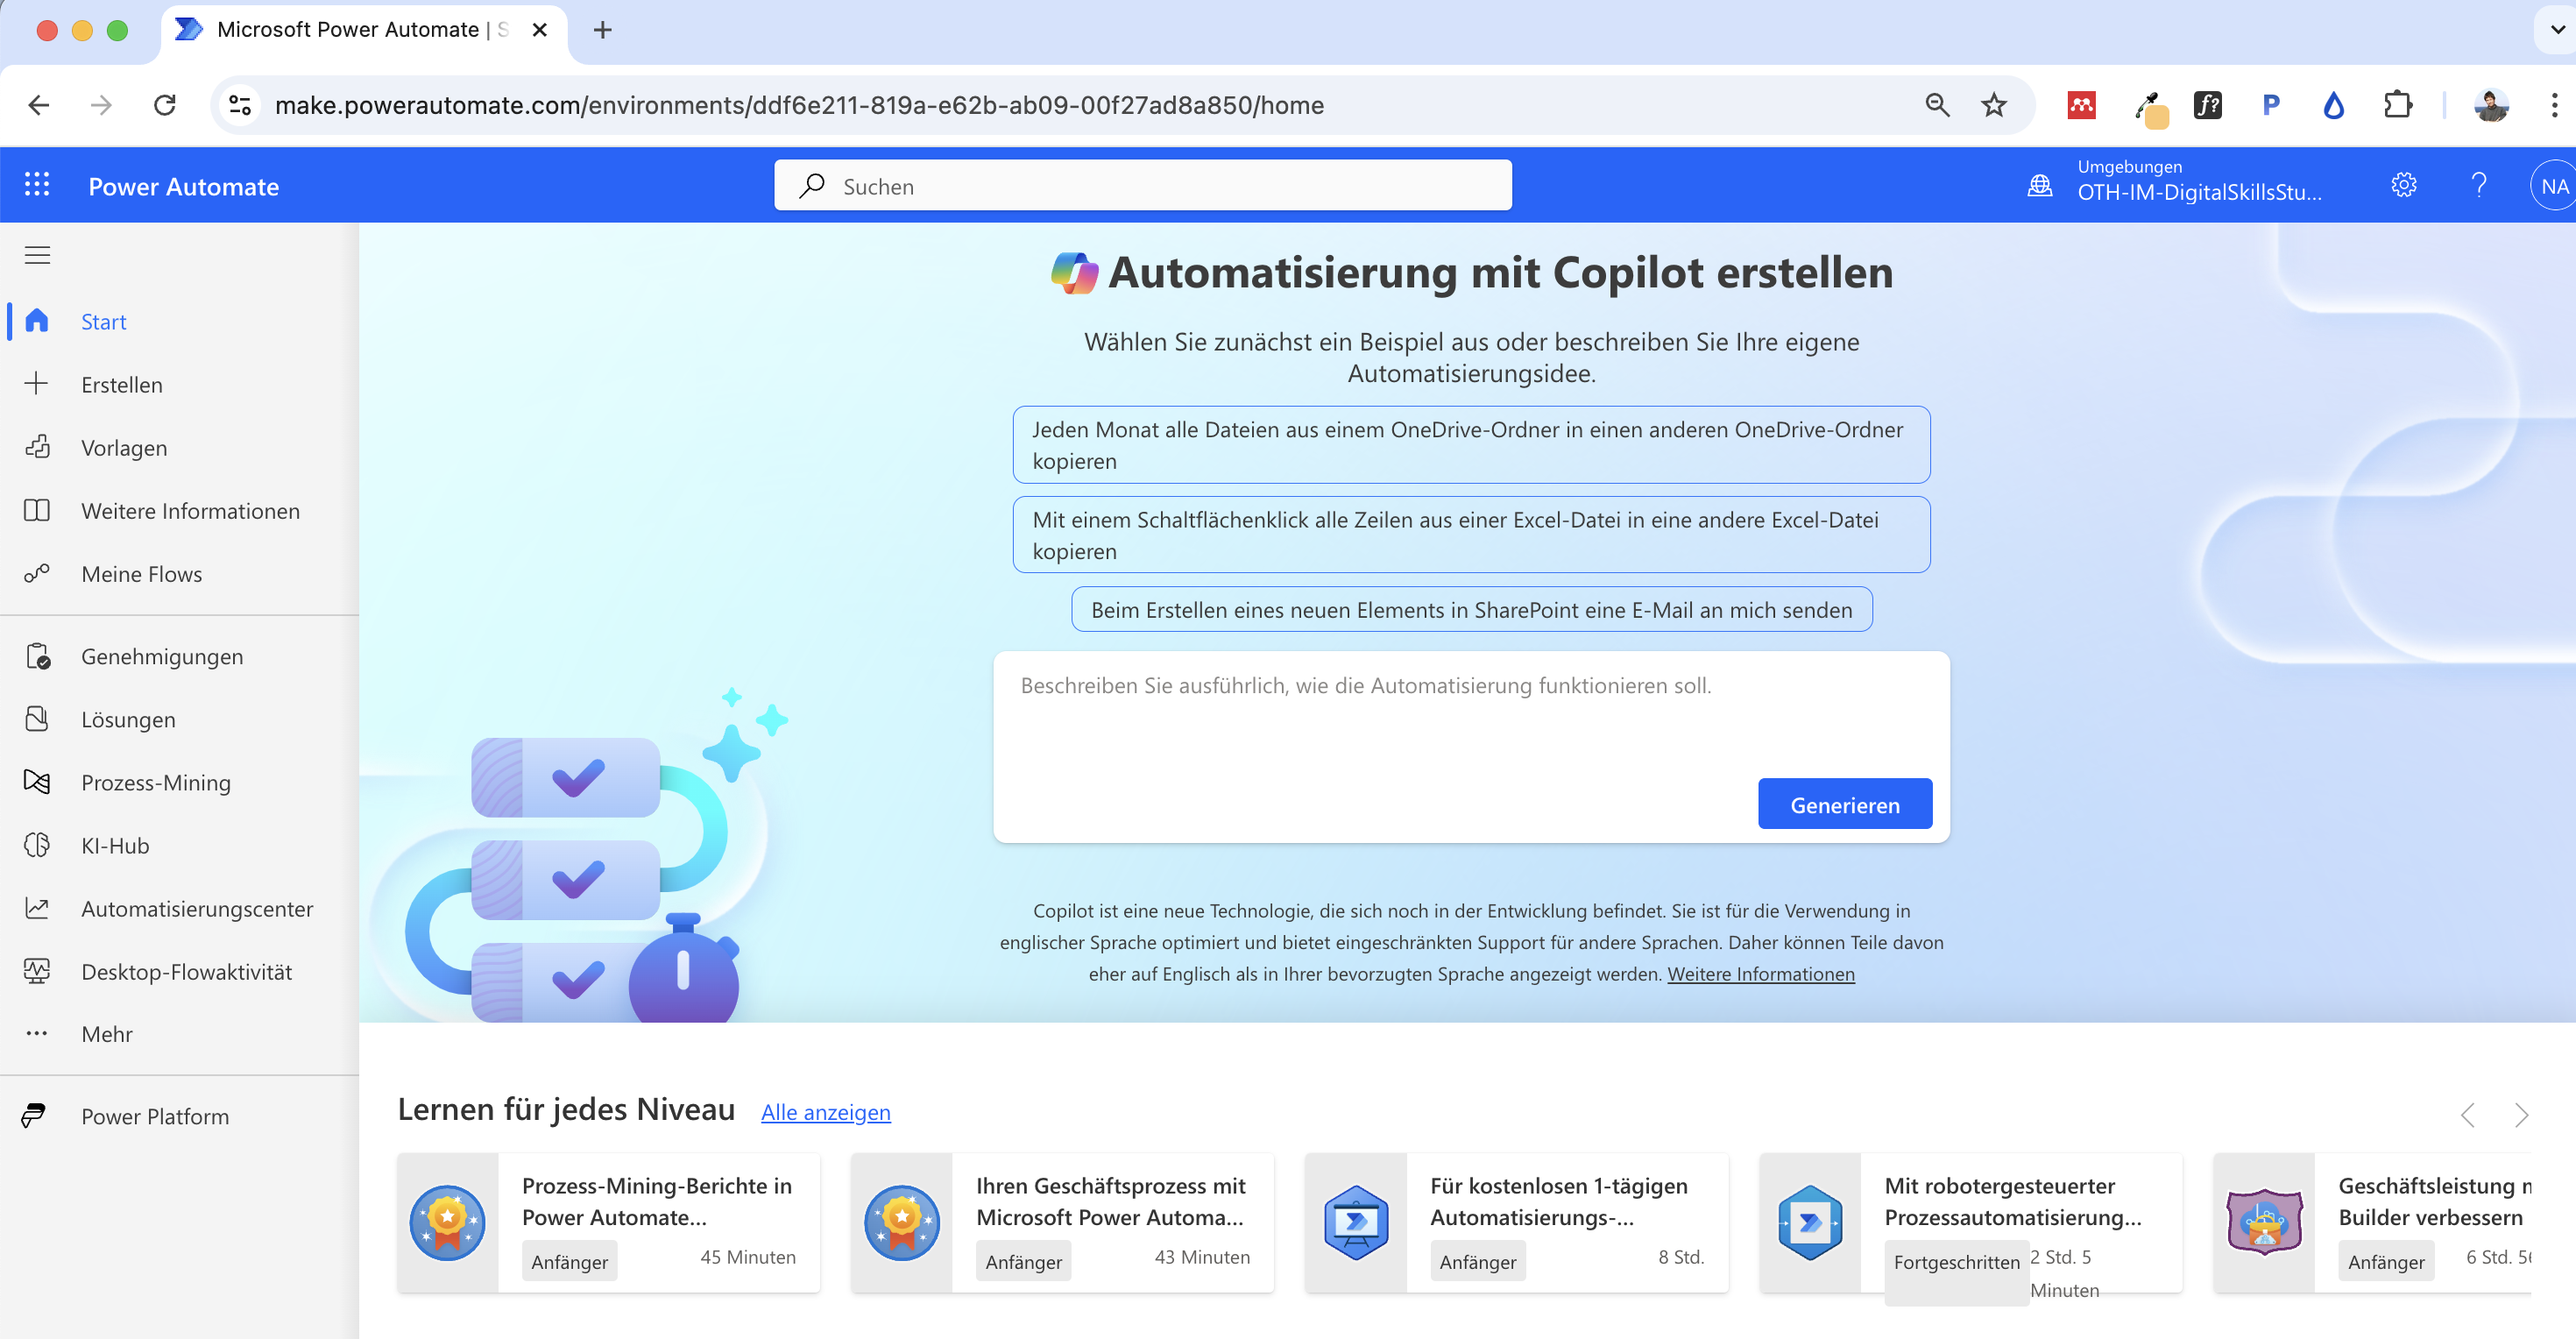 Microsoft Power Automate | S
make.powerautomate.com/environments/ddf6e211-819a-e62b-ab09-00f27ad8a850/home
f?
P
Power Automate
Suchen
Umgebungen
OTH-IM-DigitalSkillsStu...
?
NA
Start
Erstellen
Vorlagen
Weitere Informationen
Meine Flows
Genehmigungen
Lösungen
Prozess-Mining
KI-Hub
Automatisierungscenter
Desktop-Flowaktivität
Mehr
Power Platform
Automatisierung mit Copilot erstellen
Wählen Sie zunächst ein Beispiel aus oder beschreiben Sie Ihre eigene
Automatisierungsidee.
Jeden Monat alle Dateien aus einem OneDrive-Ordner in einen anderen OneDrive-Ordner
kopieren
Mit einem Schaltflächenklick alle Zeilen aus einer Excel-Datei in eine andere Excel-Datei
kopieren
Beim Erstellen eines neuen Elements in SharePoint eine E-Mail an mich senden
Beschreiben Sie ausführlich, wie die Automatisierung funktionieren soll.
Generieren
Copilot ist eine neue Technologie, die sich noch in der Entwicklung befindet. Sie ist für die Verwendung in
englischer Sprache optimiert und bietet eingeschränkten Support für andere Sprachen. Daher können Teile davon
eher auf Englisch als in Ihrer bevorzugten Sprache angezeigt werden. Weitere Informationen
Lernen für jedes Niveau Alle anzeigen
Prozess-Mining-Berichte in
Power Automate...
Anfänger 45 Minuten
Ihren Geschäftsprozess mit
Microsoft Power Automa...
Anfänger 43 Minuten
Für kostenlosen 1-tägigen
Automatisierungs-...
Anfänger 8 Std.
Mit robotergesteuerter
Prozessautomatisierung...
Fortgeschritten 2 Std. 5
Minuten
Geschäftsleistung
Builder verbessern
Anfänger 6 Std.